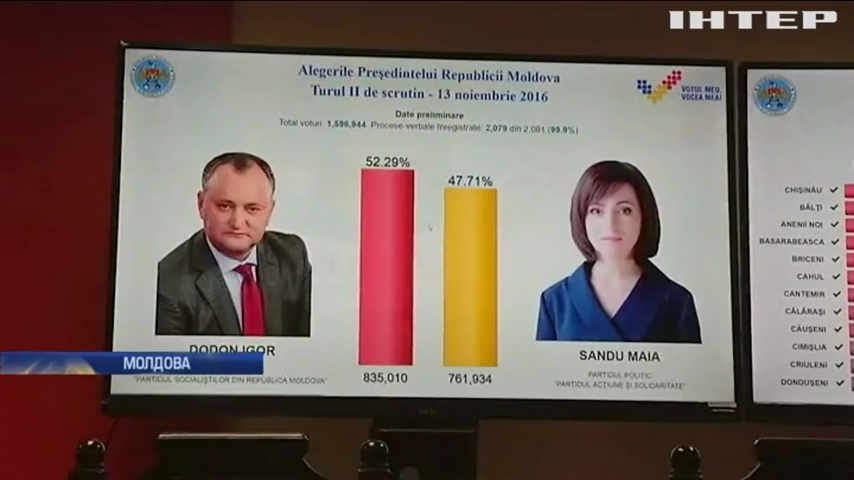 ІНТЕР
Alegerile Președintelui Republicii Moldova
Turul II de scrutin - 13 noiembrie 2016
VOTUL MEU,
VOCEA MEA!
Date preliminare
Total voturi: 1,596,944. Procese-verbale înregistrate: 2,079 din 2,081 (99.9%)
52.29%
47.71%
DODON IGOR
"PARTIDUL SOCIALIȘTILOR DIN REPUBLICA MOLDOVA"
835,010
761,934
SANDU MAIA
PARTIDUL POLITIC
"PARTIDUL ACȚIUNE ȘI SOLIDARITATE"
CHIȘINĂU
BĂLȚI
ANENII NOI
BASARABEASCA
BRICENI
CAHUL
CANTEMIR
CĂLĂRAȘI
CĂUȘENI
CIMIȘLIA
CRIULENI
DONDUȘENI
МОЛДОВА